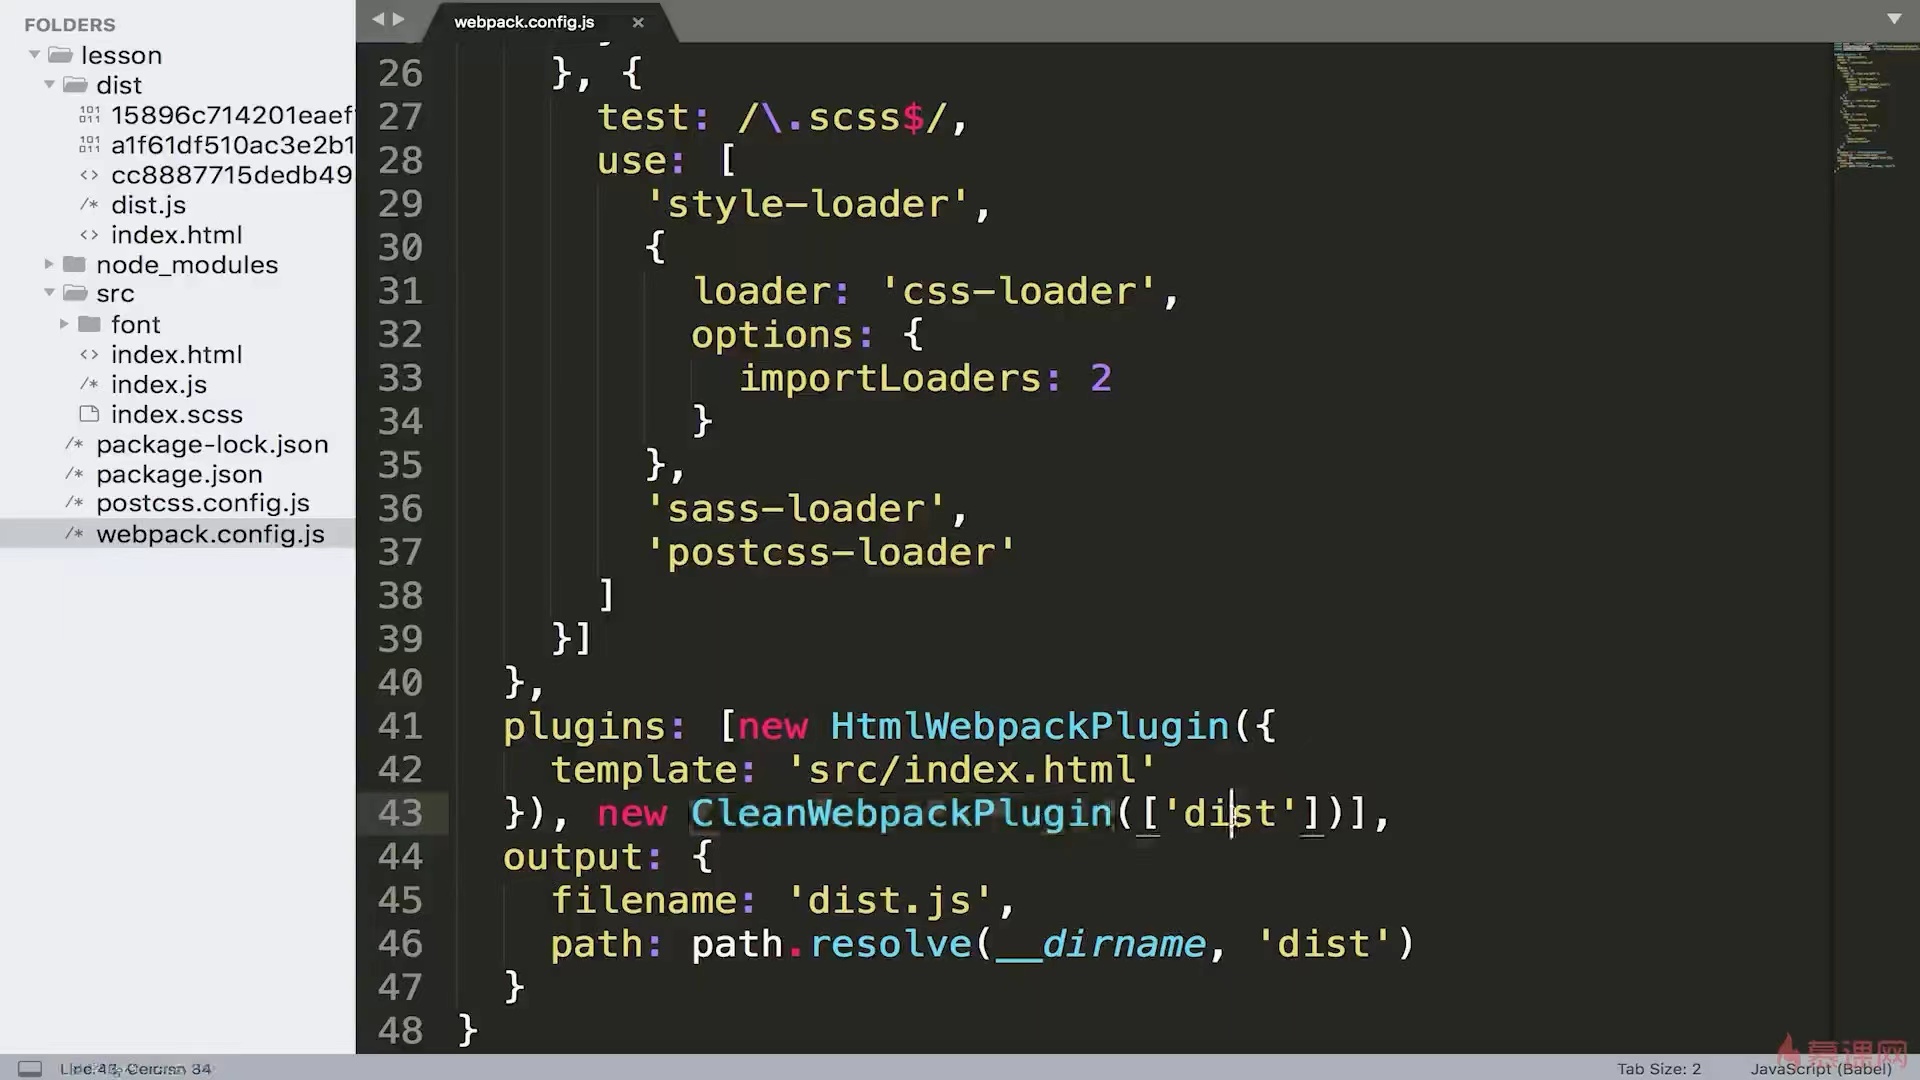 FOLDERS
lesson
dist
15896c714201eaef
a1f61df510ac3e2b1
cc8887715dedb49
dist.js
index.html
node_modules
src
font
index.html
index.js
index.scss
package-lock.json
package.json
postcss.config.js
webpack.config.js
webpack.config.js
26 }, {
27 test: /\.scss$/,
28 use: [
29 'style-loader',
30 {
31 loader: 'css-loader',
32 options: {
33 importLoaders: 2
34 }
35 },
36 'sass-loader',
37 'postcss-loader'
38 ]
39 }]
40 },
41 plugins: [new HtmlWebpackPlugin({
42 template: 'src/index.html'
43 }), new CleanWebpackPlugin(['dist'])],
44 output: {
45 filename: 'dist.js',
46 path: path.resolve(__dirname, 'dist')
47 }
48 }
Tab Size: 2
JavaScript (Babel)
慕课网